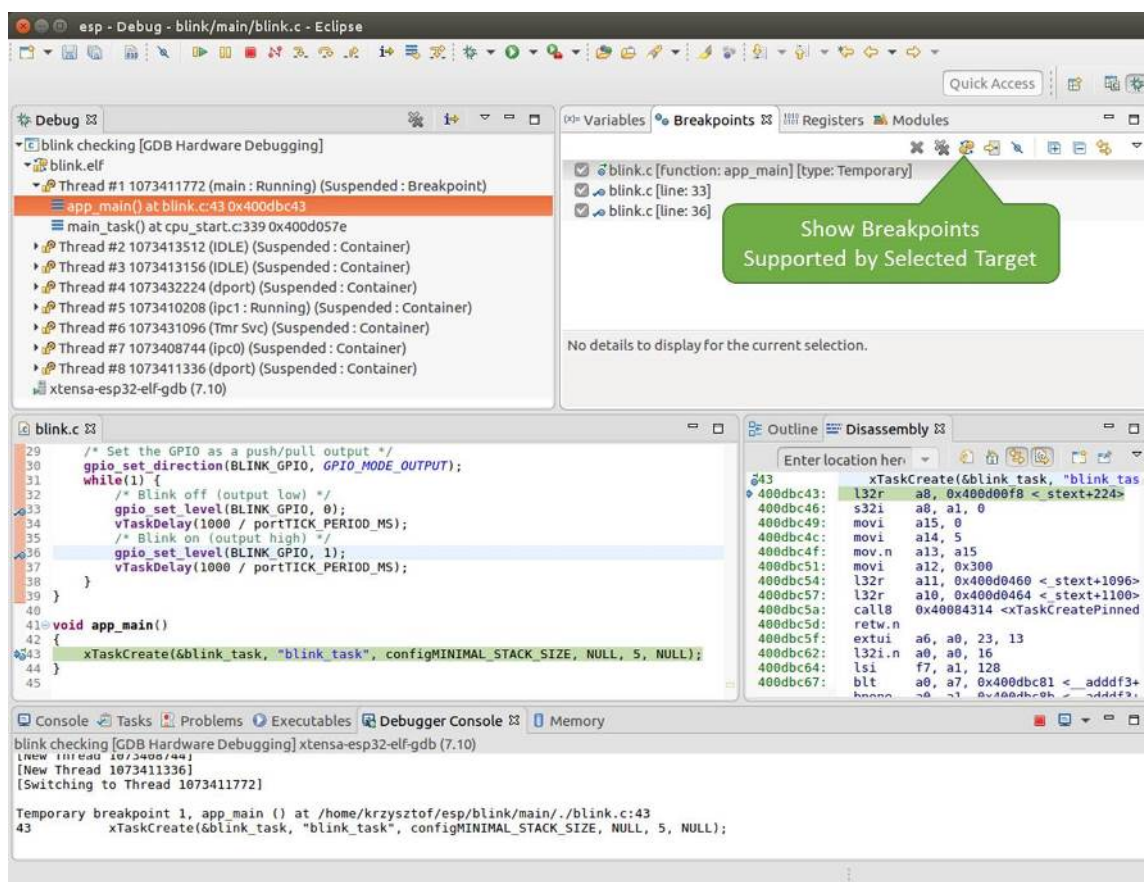 esp - Debug - blink/main/blink.c - Eclipse
Quick Access
Debug
blink checking [GDB Hardware Debugging]
blink.elf
Thread #1 1073411772 (main : Running) (Suspended : Breakpoint)
app_main() at blink.c:43 0x400dbc43
main_task() at cpu_start.c:339 0x400d057e
Thread #2 1073413512 (IDLE) (Suspended : Container)
Thread #3 1073413156 (IDLE) (Suspended : Container)
Thread #4 1073432224 (dport) (Suspended : Container)
Thread #5 1073410208 (ipc1 : Running) (Suspended : Container)
Thread #6 1073431096 (Tmr Svc) (Suspended : Container)
Thread #7 1073408744 (ipc0) (Suspended : Container)
Thread #8 1073411336 (dport) (Suspended : Container)
xtensa-esp32-elf-gdb (7.10)
(x)= Variables Breakpoints Registers Modules
blink.c [function: app_main] [type: Temporary]
blink.c [line: 33]
blink.c [line: 36]
Show Breakpoints
Supported by Selected Target
No details to display for the current selection.
blink.c
29 /* Set the GPIO as a push/pull output */
30 gpio_set_direction(BLINK_GPIO, GPIO_MODE_OUTPUT);
31 while(1) {
32 /* Blink off (output low) */
33 gpio_set_level(BLINK_GPIO, 0);
34 vTaskDelay(1000 / portTICK_PERIOD_MS);
35 /* Blink on (output high) */
36 gpio_set_level(BLINK_GPIO, 1);
37 vTaskDelay(1000 / portTICK_PERIOD_MS);
38 }
39 }
40
41 void app_main()
42 {
43 xTaskCreate(&blink_task, "blink_task", configMINIMAL_STACK_SIZE, NULL, 5, NULL);
44 }
45
Outline Disassembly
Enter location her
43 xTaskCreate(&blink_task, "blink_tas
400dbc43: l32r a8, 0x400d00f8 <_stext+224>
400dbc46: s32i a8, a1, 0
400dbc49: movi a15, 0
400dbc4c: movi a14, 5
400dbc4f: mov.n a13, a15
400dbc51: movi a12, 0x300
400dbc54: l32r a11, 0x400d0460 <_stext+1096>
400dbc57: l32r a10, 0x400d0464 <_stext+1100>
400dbc5a: call8 0x40084314 <xTaskCreatePinned
400dbc5d: retw.n
400dbc5f: extui a6, a0, 23, 13
400dbc62: l32i.n a0, a0, 16
400dbc64: lsi f7, a1, 128
400dbc67: blt a0, a7, 0x400dbc81 <__adddf3+
Console Tasks Problems Executables Debugger Console Memory
blink checking [GDB Hardware Debugging] xtensa-esp32-elf-gdb (7.10)
[New Thread 1073408744]
[New Thread 1073411336]
[Switching to Thread 1073411772]
Temporary breakpoint 1, app_main () at /home/krzysztof/esp/blink/main/./blink.c:43
43 xTaskCreate(&blink_task, "blink_task", configMINIMAL_STACK_SIZE, NULL, 5, NULL);